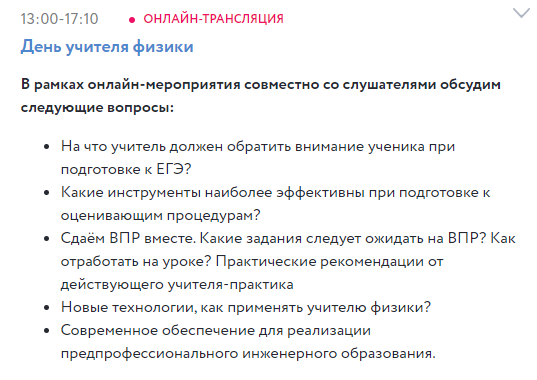 13:00-17:10 ● ОНЛАЙН-ТРАНСЛЯЦИЯ
День учителя физики
В рамках онлайн-мероприятия совместно со слушателями обсудим
следующие вопросы:
• На что учитель должен обратить внимание ученика при
подготовке к ЕГЭ?
• Какие инструменты наиболее эффективны при подготовке к
оценивающим процедурам?
• Сдаём ВПР вместе. Какие задания следует ожидать на ВПР? Как
отработать на уроке? Практические рекомендации от
действующего учителя-практика
• Новые технологии, как применять учителю физики?
• Современное обеспечение для реализации
предпрофессионального инженерного образования.